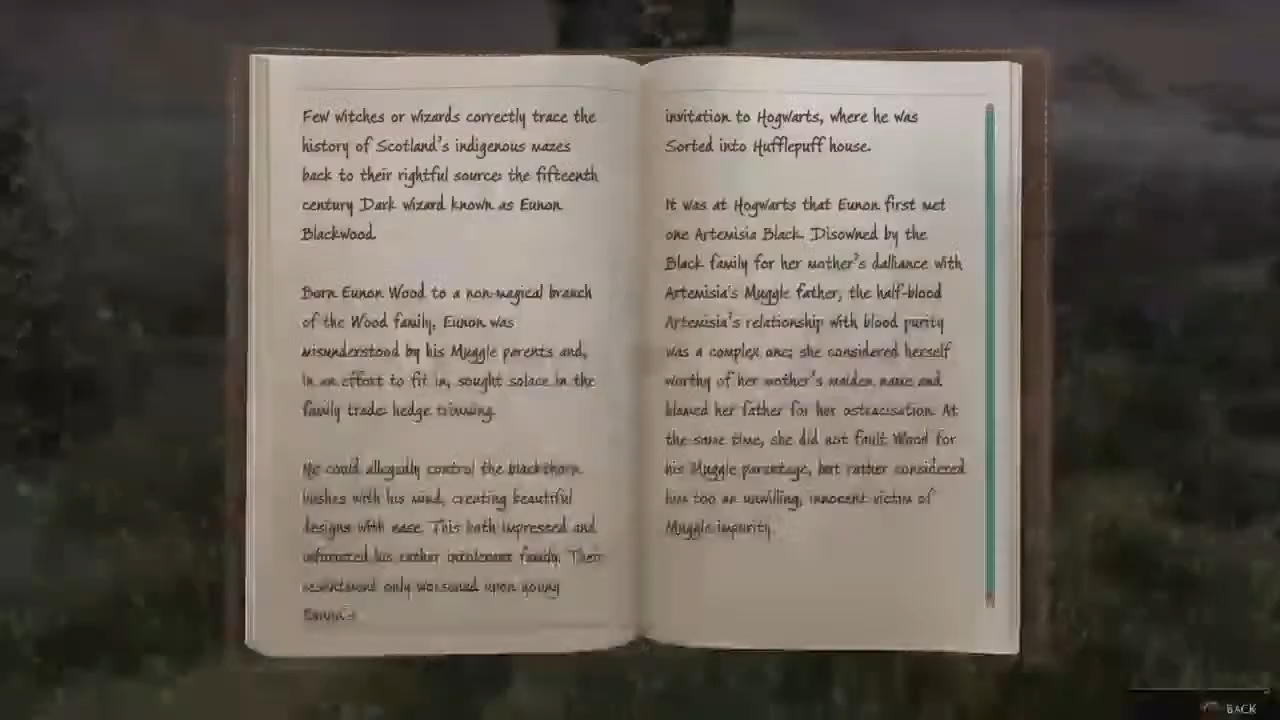 Few witches or wizards correctly trace the
history of Scotland's indigenous mazes
back to their rightful source: the fifteenth
century Dark wizard known as Eunon
Blackwood.
Born Eunon Wood to a non-magical branch
of the Wood family, Eunon was
misunderstood by his Muggle parents and,
in an effort to fit in, sought solace in the
family trade: hedge trimming.
He could allegedly control the blackthorn
bushes with his mind, creating beautiful
designs with ease. This both impressed and
infuriated his rather intolerant family. Their
resentment only worsened upon young
Eunon's
invitation to Hogwarts, where he was
Sorted into Hufflepuff house.
It was at Hogwarts that Eunon first met
one Artemisia Black. Disowned by the
Black family for her mother's dalliance with
Artemisia's Muggle father, the half-blood
Artemisia's relationship with blood purity
was a complex one; she considered herself
worthy of her mother's maiden name and
blamed her father for her ostracisation. At
the same time, she did not fault Wood for
his Muggle parentage, but rather considered
him too an unwilling, innocent victim of
Muggle impurity.
BACK